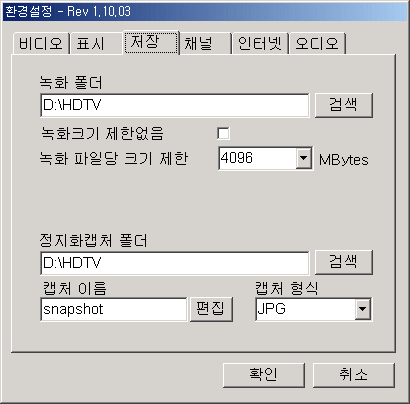 환경설정 - Rev 1.10.03
비디오 표시 저장 채널 인터넷 오디오
녹화 폴더
D:\HDTV 검색
녹화크기 제한없음
녹화 파일당 크기 제한 4096 MBytes
정지화캡처 폴더
D:\HDTV 검색
캡처 이름 캡처 형식
snapshot 편집 JPG
확인 취소